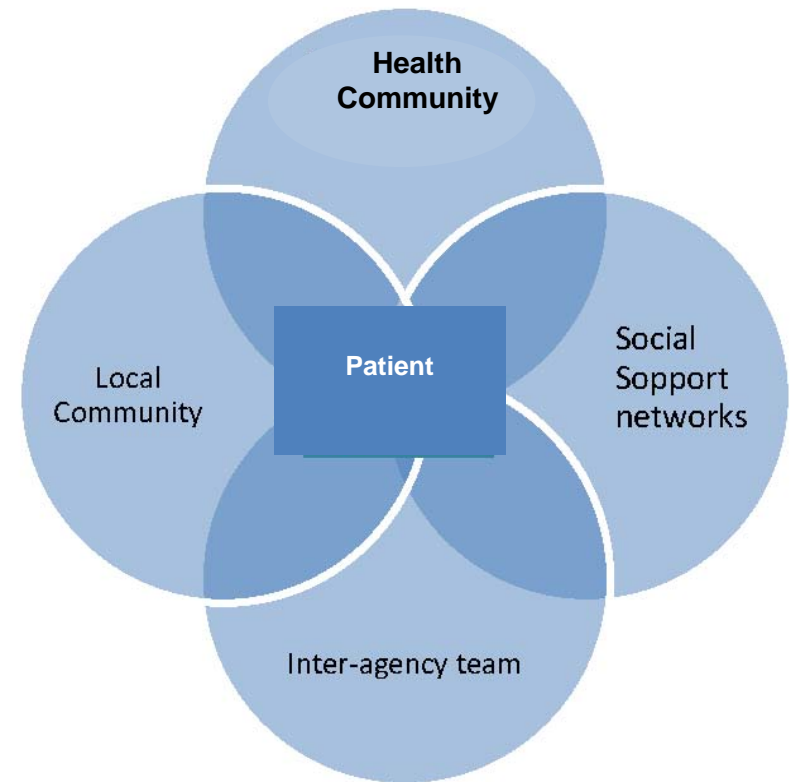 Health
Community
Patient
Local
Community
Social
Sopport
networks
Inter-agency team